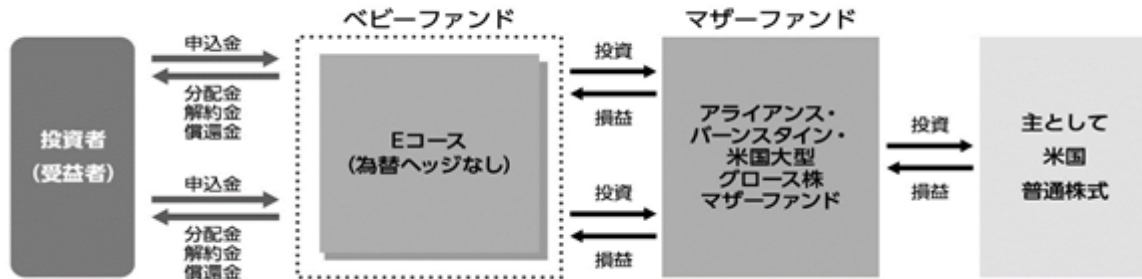 ベビーファンド
マザーファンド
投資者
(受益者)
申込金
分配金
解約金
償還金
申込金
分配金
解約金
償還金
Eコース
(為替ヘッジなし)
投資
損益
投資
損益
アライアンス・
バーンスタイン・
米国大型
グロース株
マザーファンド
投資
損益
主として
米国
普通株式